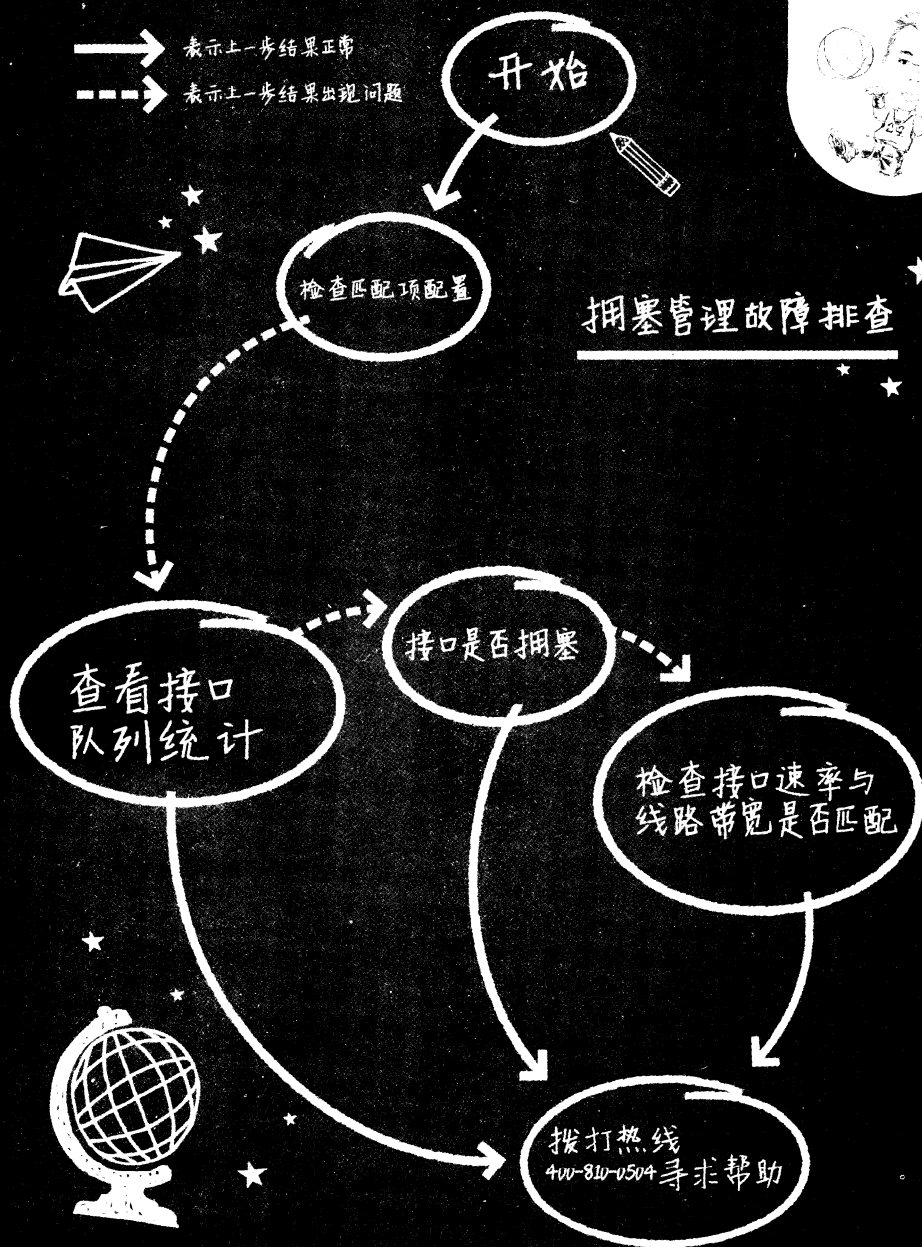 表示上一步结果正常
表示上一步结果出现问题
开始
检查匹配项配置
拥塞管理故障排查
接口是否拥塞
查看接口
队列统计
检查接口速率与
线路带宽是否匹配
拨打热线
400-810-0504寻求帮助